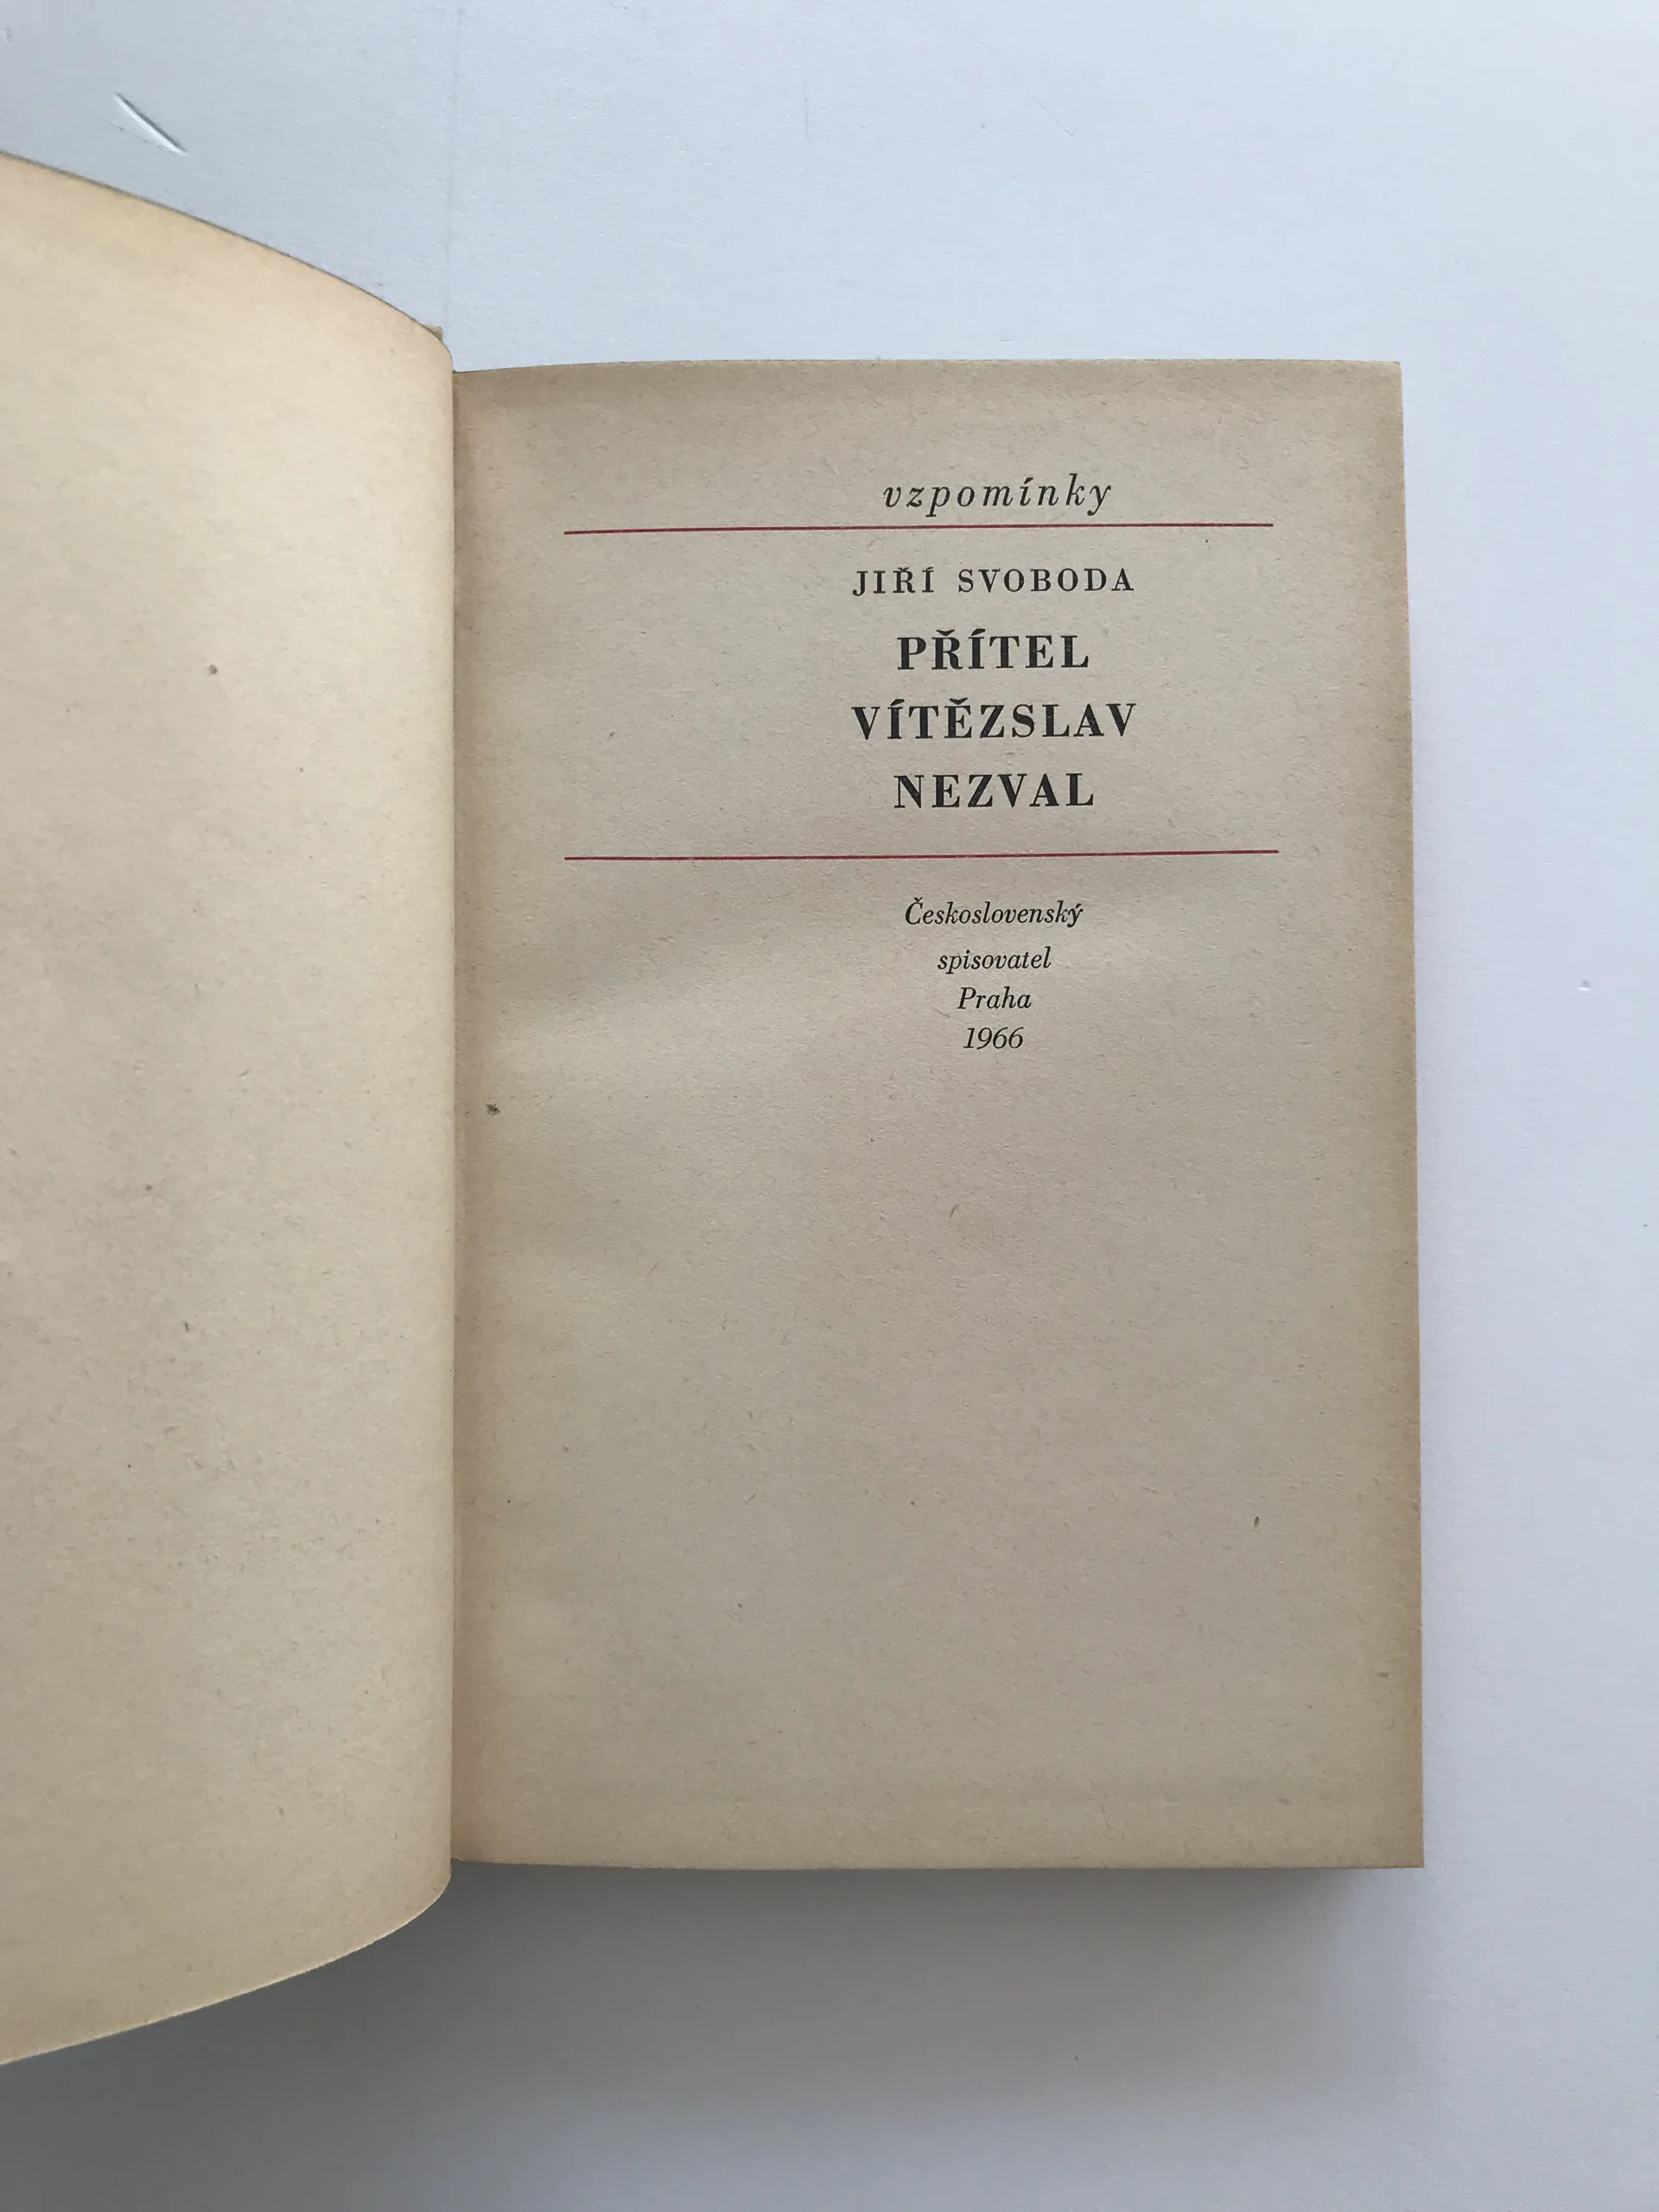 vzpomínky
JIŘÍ SVOBODA
PŘÍTEL
VÍTĚZSLAV
NEZVAL
Československý
spisovatel
Praha
1966